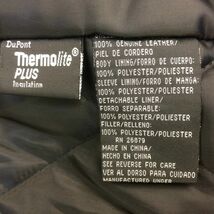 DuPont
Thermolite®
PLUS
Insulation
100% GENUINE LEATHER/
PIEL DE CORDERO
BODY LINING/FORRO DE CUERPO:
100% POLYESTER/POLIESTER
SLEEVE LINING/FORRO DE MANGA:
100% POLYESTER/POLIESTER
DETACHABLE LINER/
FORRO SEPARABLE:
100% POLYESTER/POLIESTER
FILLER/RELLENO:
100% POLYESTER/POLIESTER
RN 26879
MADE IN CHINA/
HECHO EN CHINA
SEE REVERSE FOR CARE
VER AL DORSO PARA CUIDADO
MANUFACTURED UNDER